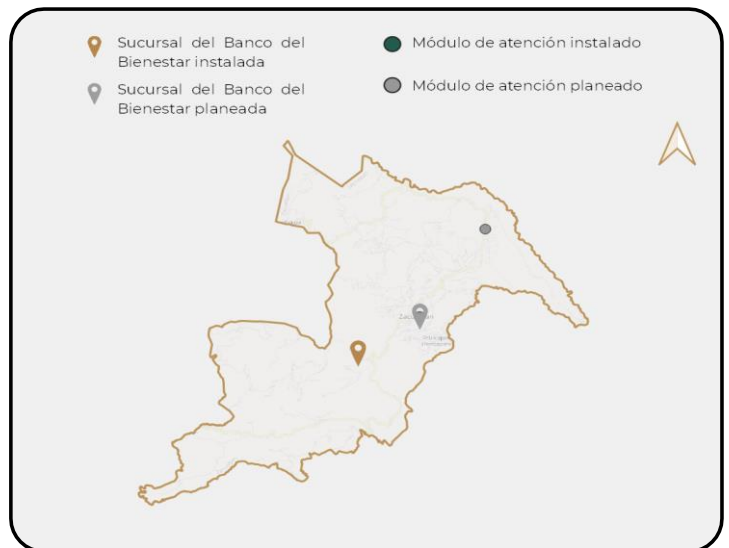 Sucursal del Banco del
Bienestar instalada
Sucursal del Banco del
Bienestar planeada
Módulo de atención instalado
Módulo de atención planeado